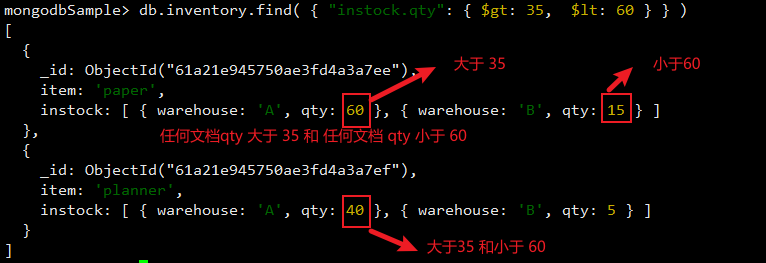 mongodbSample> db.inventory.find( { "instock.qty": { $gt: 35,  $lt: 60 } } )
[
  {
    _id: ObjectId("61a21e945750ae3fd4a3a7ee"),
大于 35
小于60
    item: 'paper',
    instock: [ { warehouse: 'A', qty: 60 }, { warehouse: 'B', qty: 15 } ]
  },
任何文档qty 大于 35 和 任何文档 qty 小于 60
  {
    _id: ObjectId("61a21e945750ae3fd4a3a7ef"),
    item: 'planner',
    instock: [ { warehouse: 'A', qty: 40 }, { warehouse: 'B', qty: 5 } ]
  }
大于35 和小于 60
]